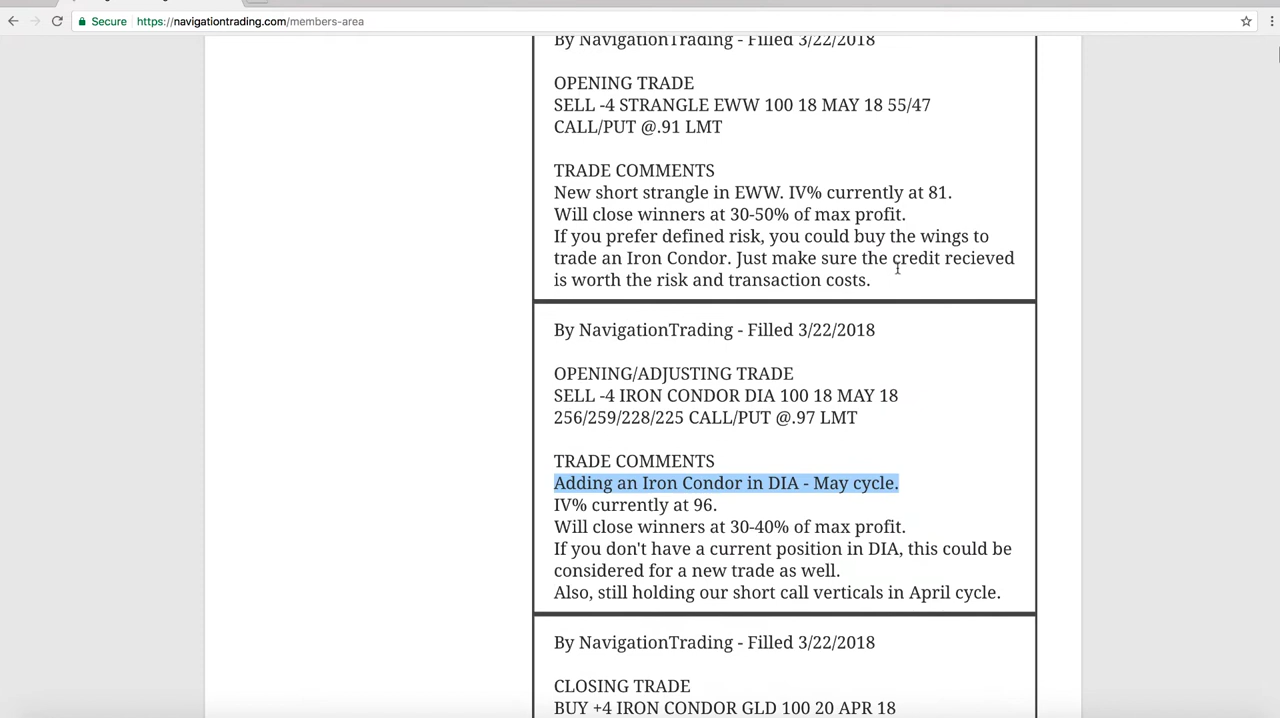 Secure https://navigationtrading.com/members-area
By NavigationTrading - Filled 3/22/2018
OPENING TRADE
SELL -4 STRANGLE EWW 100 18 MAY 18 55/47
CALL/PUT @.91 LMT
TRADE COMMENTS
New short strangle in EWW. IV% currently at 81.
Will close winners at 30-50% of max profit.
If you prefer defined risk, you could buy the wings to
trade an Iron Condor. Just make sure the credit recieved
is worth the risk and transaction costs.
By NavigationTrading - Filled 3/22/2018
OPENING/ADJUSTING TRADE
SELL -4 IRON CONDOR DIA 100 18 MAY 18
256/259/228/225 CALL/PUT @.97 LMT
TRADE COMMENTS
Adding an Iron Condor in DIA - May cycle.
IV% currently at 96.
Will close winners at 30-40% of max profit.
If you don't have a current position in DIA, this could be
considered for a new trade as well.
Also, still holding our short call verticals in April cycle.
By NavigationTrading - Filled 3/22/2018
CLOSING TRADE
BUY +4 IRON CONDOR GLD 100 20 APR 18